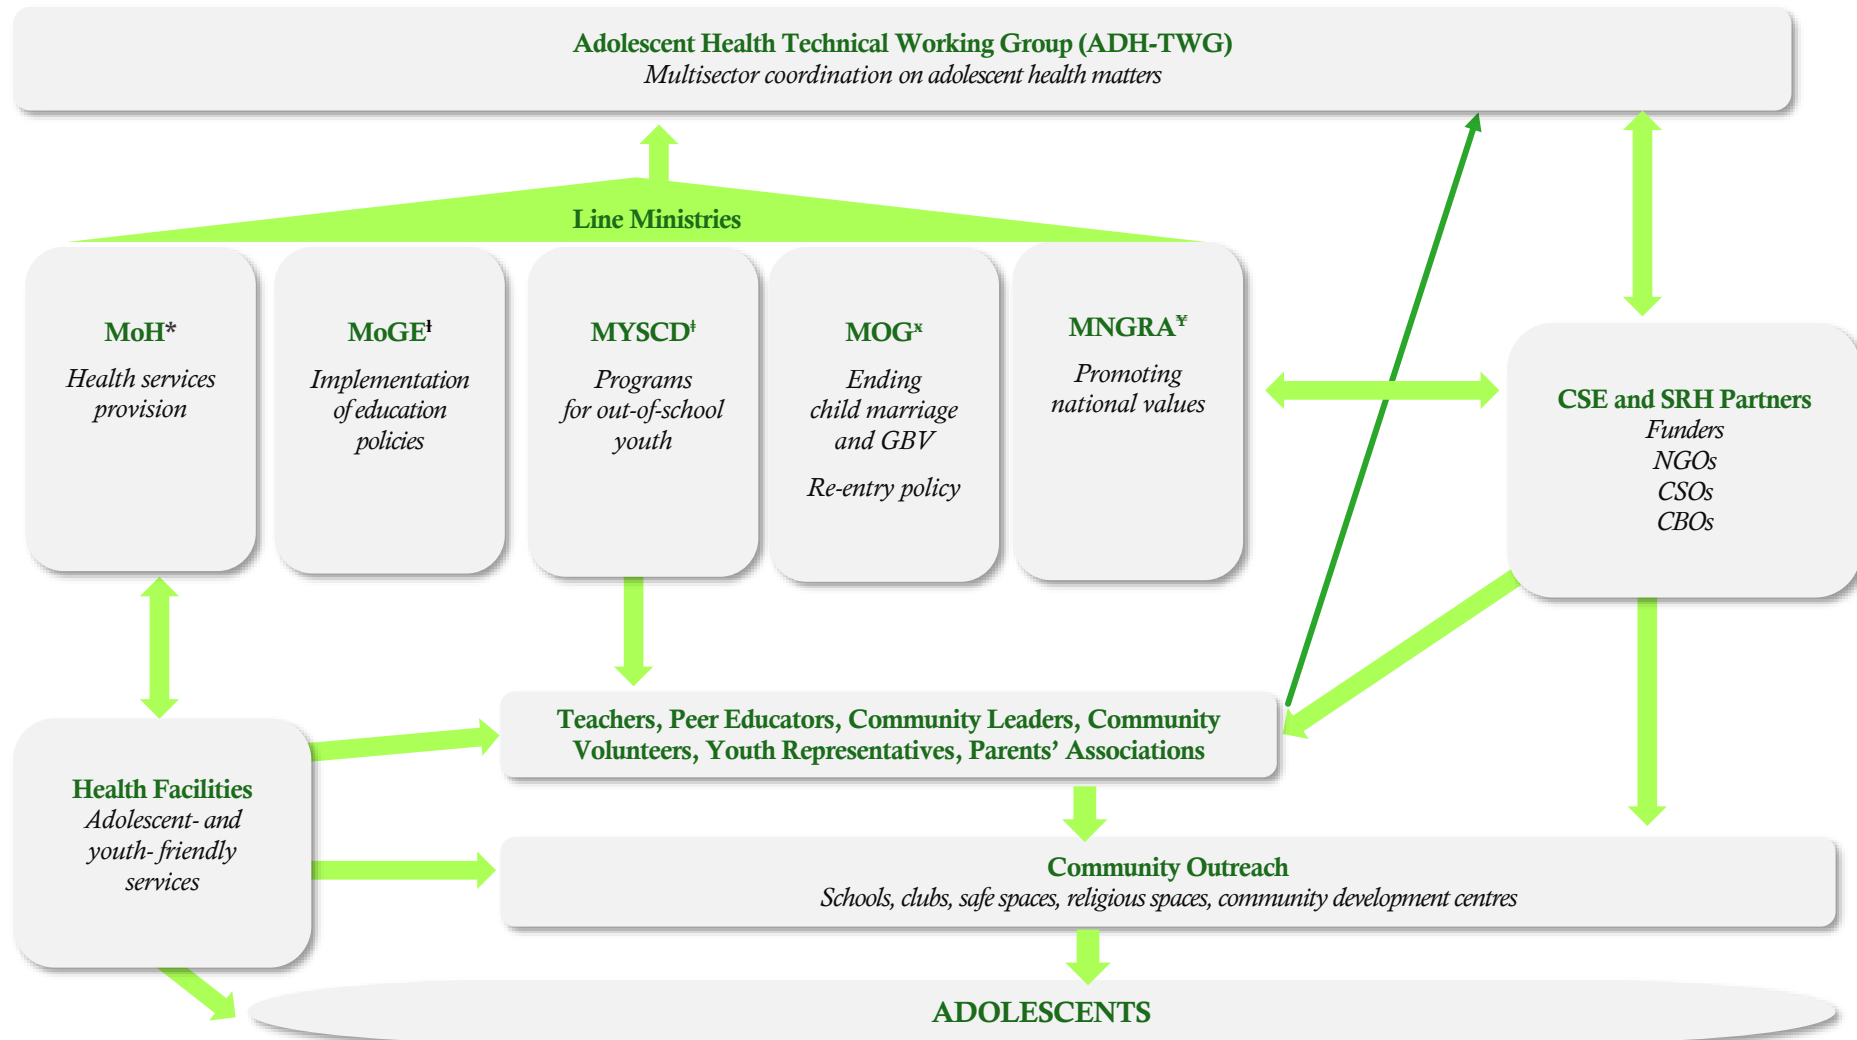 Adolescent Health Technical Working Group (ADH-TWG)
Multisector coordination on adolescent health matters
Line Ministries
MoH*
Health services
provision
MoGE ƚ
Implementation
of education
policies
MYSCD ǂ
Programs
for out-of-school
youth
MOG ӿ
Ending
child marriage
and GBV
Re-entry policy
MNGRA ¥
Promoting
national values
CSE and SRH Partners
Funders
NGOs
CSOs
CBOs
Teachers, Peer Educators, Community Leaders, Community
Volunteers, Youth Representatives, Parents’ Associations
Health Facilities
Adolescent- and
youth- friendly
services
Community Outreach
Schools, clubs, safe spaces, religious spaces, community development centres
ADOLESCENTS